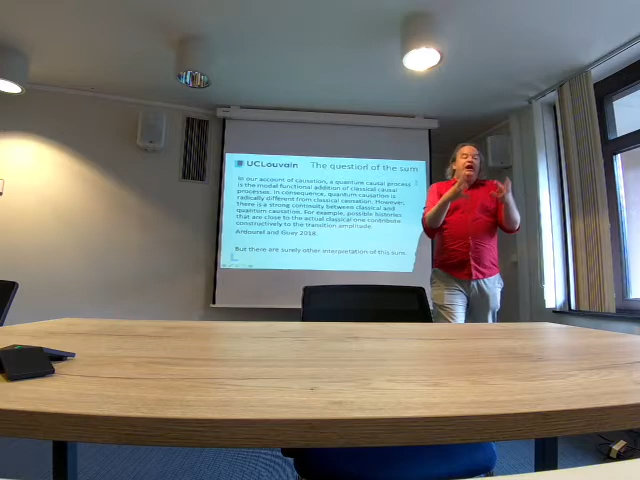 UCLouvain The question of the sum
In our account of causation, a quantum causal process
is the modal functional addition of classical causal
processes. In consequence, quantum causation is
radically different from classical causation. However,
there is a strong continuity between classical and
quantum causation. For example, possible histories
that are close to the actual classical one contribute
constructively to the transition amplitude.
Ardourel and Guay 2018.
But there are surely other interpretation of this sum.